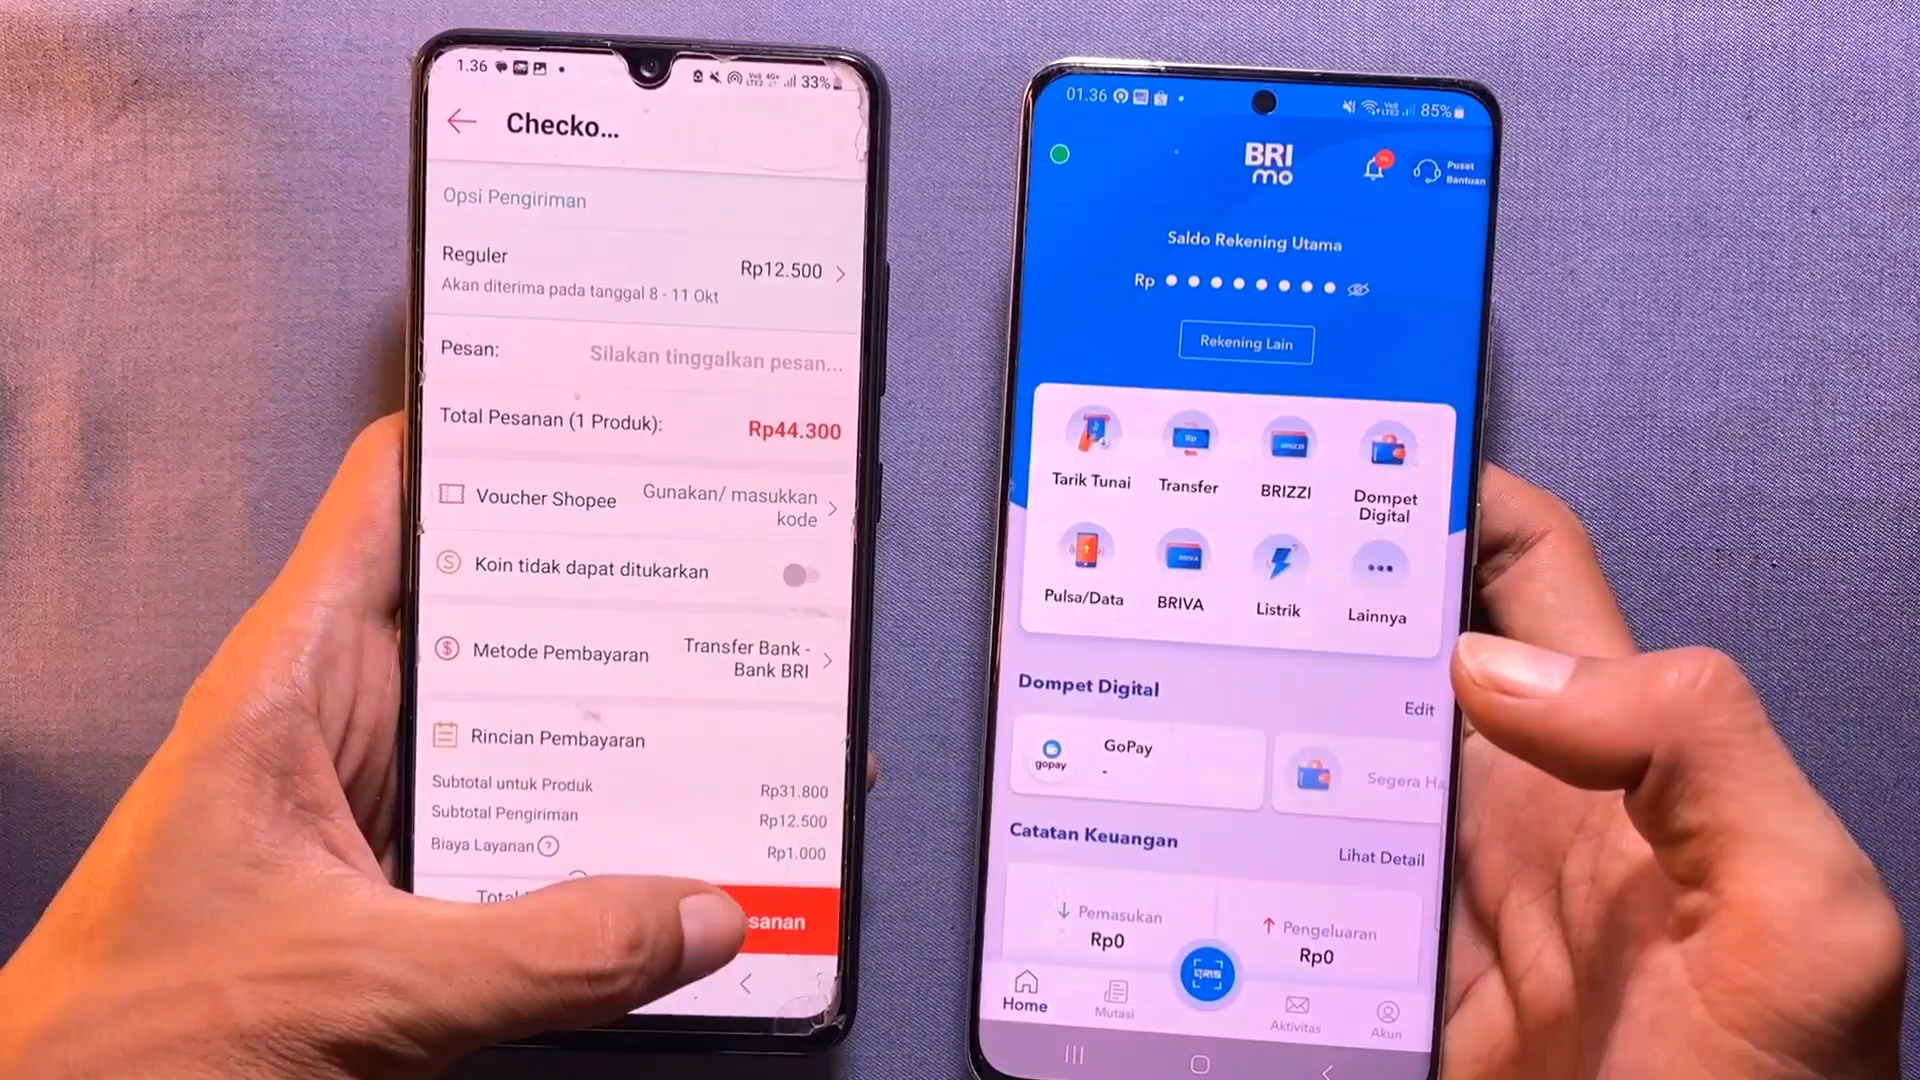 1.36
33%
Checko...
Opsi Pengiriman
Reguler
Rp12.500
Akan diterima pada tanggal 8 - 11 Okt
Pesan:
Silakan tinggalkan pesan...
Total Pesanan (1 Produk):
Rp44.300
Voucher Shopee
Gunakan/ masukkan
kode
Koin tidak dapat ditukarkan
Metode Pembayaran
Transfer Bank -
Bank BRI
Rincian Pembayaran
Subtotal untuk Produk
Rp31.800
Subtotal Pengiriman
Rp12.500
Biaya Layanan
Rp1.000
Total
sanan
01.36
85%
BRI
mo
Pusat
Bantuan
Saldo Rekening Utama
Rp
Rekening Lain
Tarik Tunai
Transfer
BRIZZI
Dompet
Digital
Pulsa/Data
BRIVA
Listrik
Lainnya
Dompet Digital
Edit
gopay
GoPay
-
Segera Ha
Catatan Keuangan
Lihat Detail
Pemasukan
Rp0
Pengeluaran
Rp0
Home
Mutasi
QRIS
Aktivitas
Akun